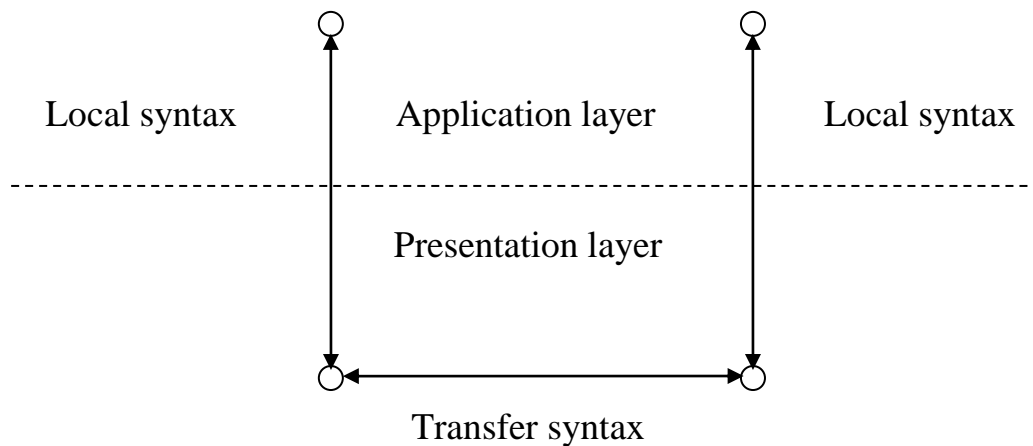 Local syntax
Application layer
Local syntax
Presentation layer
Transfer syntax